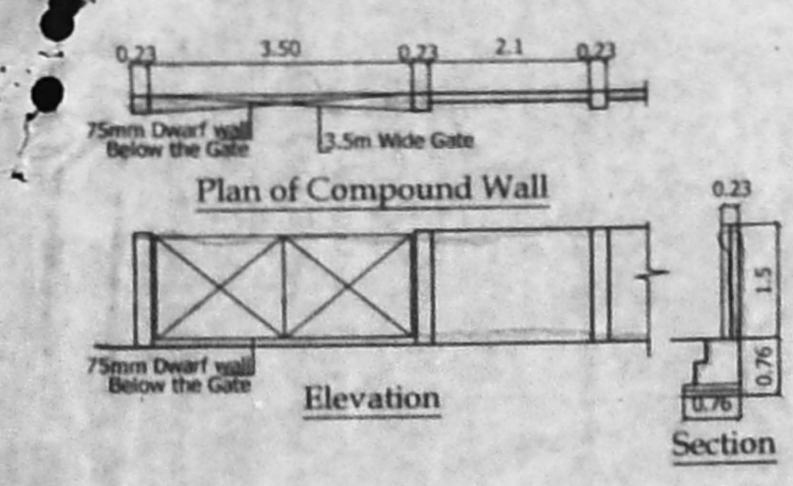 0.23 3.50 0.23 2.1 0.23
75mm Dwarf wall
Below the Gate
3.5m Wide Gate
Plan of Compound Wall
0.23
1.5
0.76
0.76
75mm Dwarf wall
Below the Gate
Elevation
Section